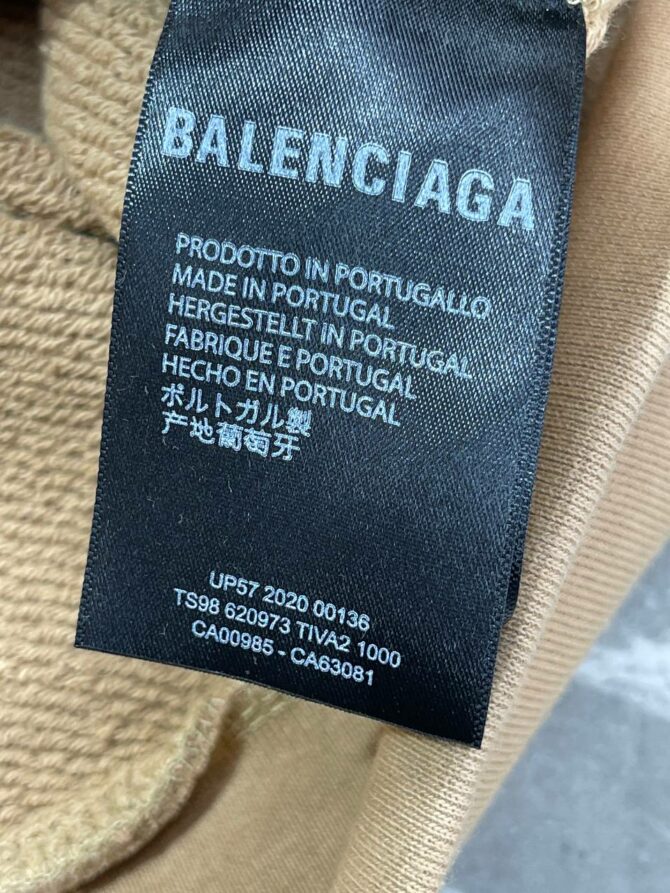 BALENCIAGA
PRODOTTO IN PORTUGALLO
MADE IN PORTUGAL
HERGESTELLT IN PORTUGAL
FABRIQUE E PORTUGAL
HECHO EN PORTUGAL
ポルトガル製
产地葡萄牙
UP57 2020 00136
TS98 620973 TIVA2 1000
CA00985 - CA63081